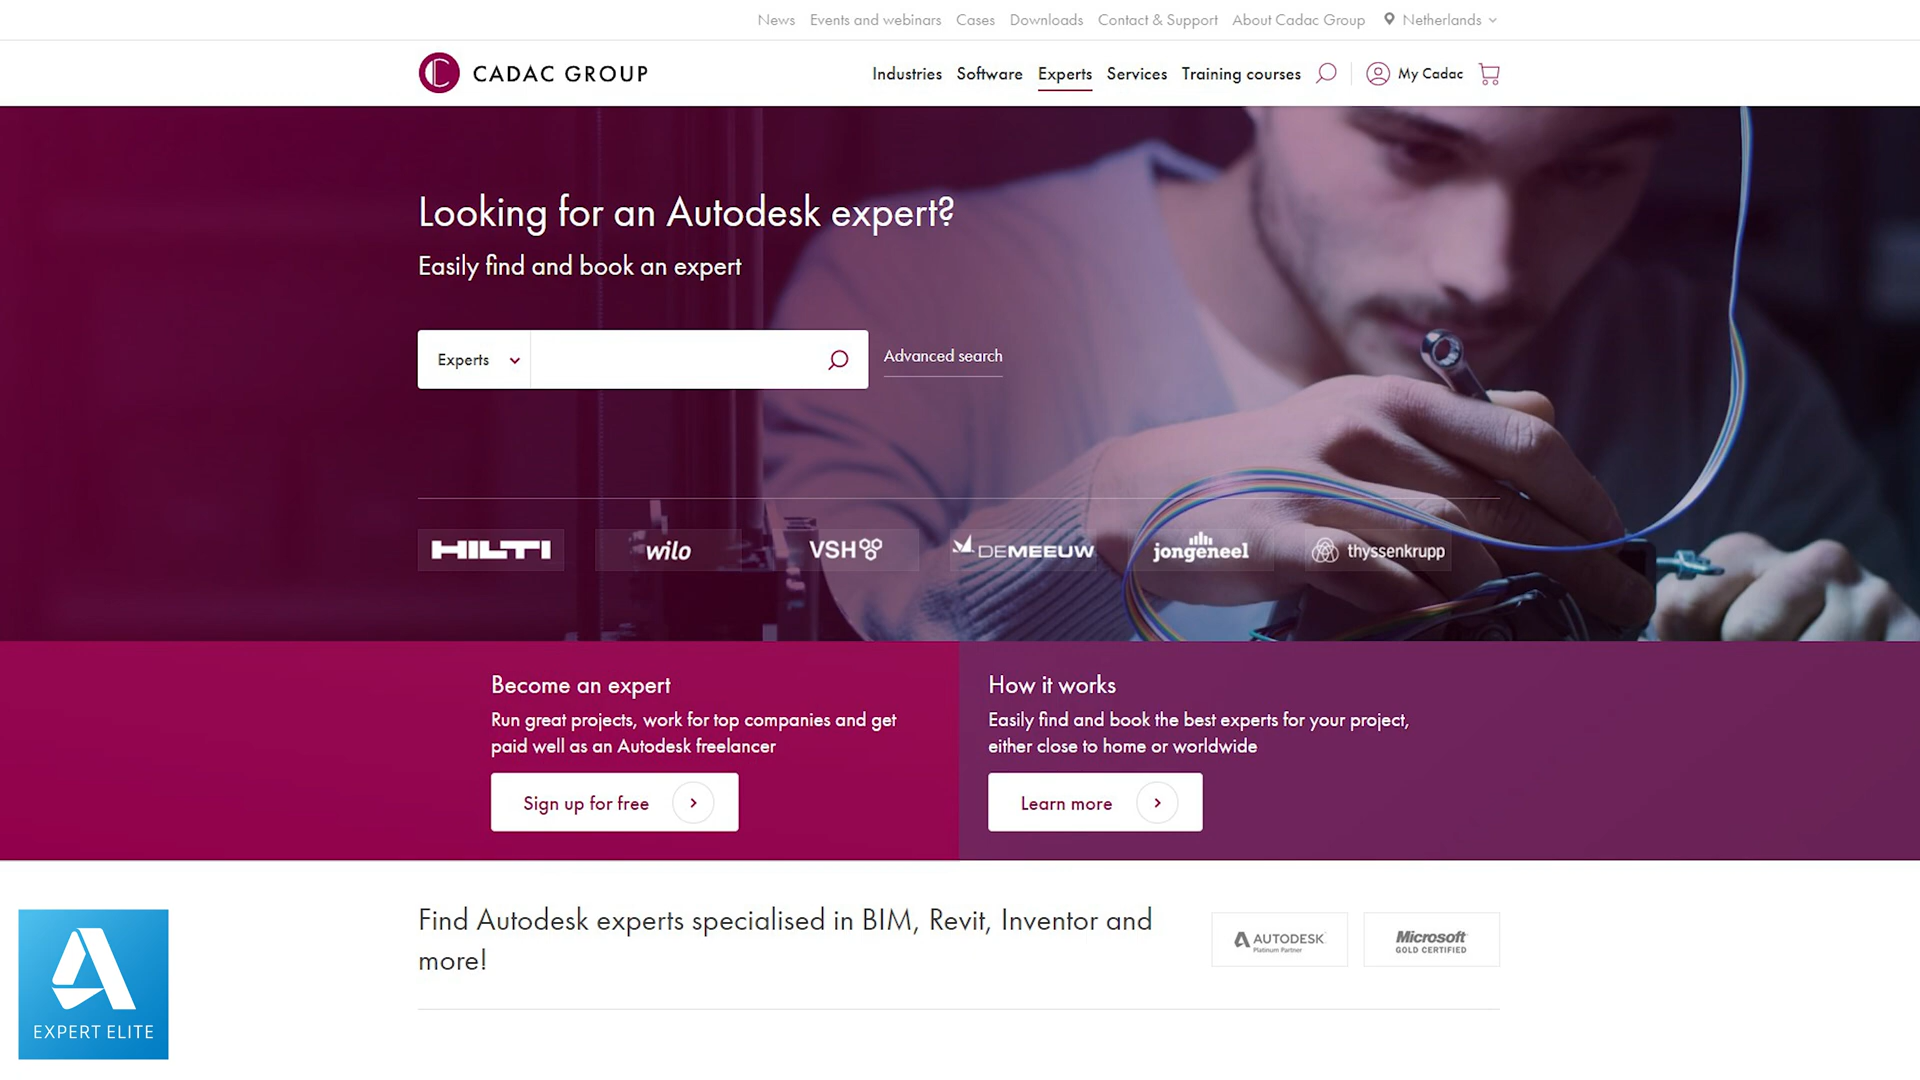 News Events and webinars Cases Downloads Contact & Support About Cadac Group Netherlands
CADAC GROUP
Industries Software Experts Services Training courses My Cadac
Looking for an Autodesk expert?
Easily find and book an expert
Experts
Advanced search
HILTI wilo VSH DEMEEUW jongeneel thyssenkrupp
Become an expert
Run great projects, work for top companies and get
paid well as an Autodesk freelancer
Sign up for free
How it works
Easily find and book the best experts for your project,
either close to home or worldwide
Learn more
Find Autodesk experts specialised in BIM, Revit, Inventor and
more!
AUTODESK
Platinum Partner
Microsoft
GOLD CERTIFIED
EXPERT ELITE